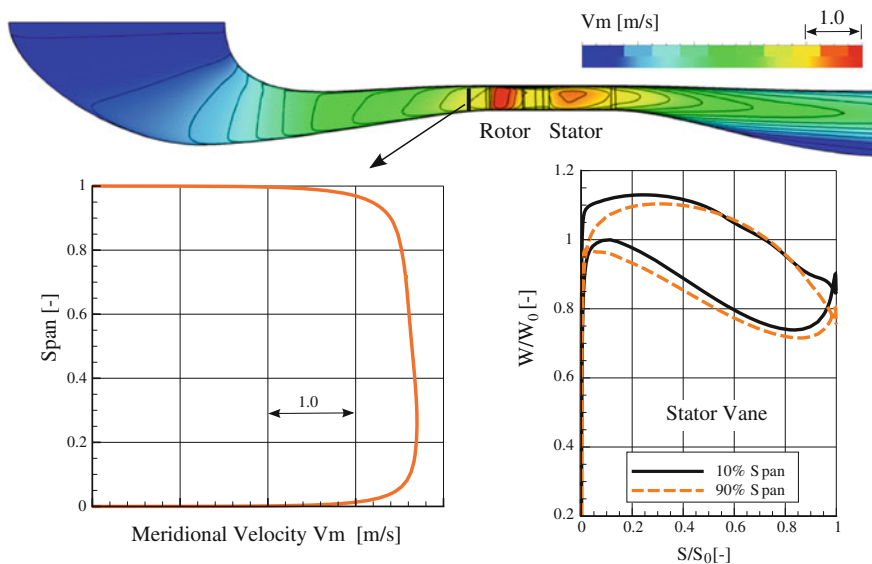 Vm [m/s]
1.0
Rotor
Stator
1
0.8
0.6
0.4
0.2
0
Span [-]
1.0
Meridional Velocity Vm [m/s]
1.2
1
0.8
0.6
0.4
0.2
W/W0 [-]
Stator Vane
10% Span
90% Span
0
0.2
0.4
0.6
0.8
1
S/S0[-]